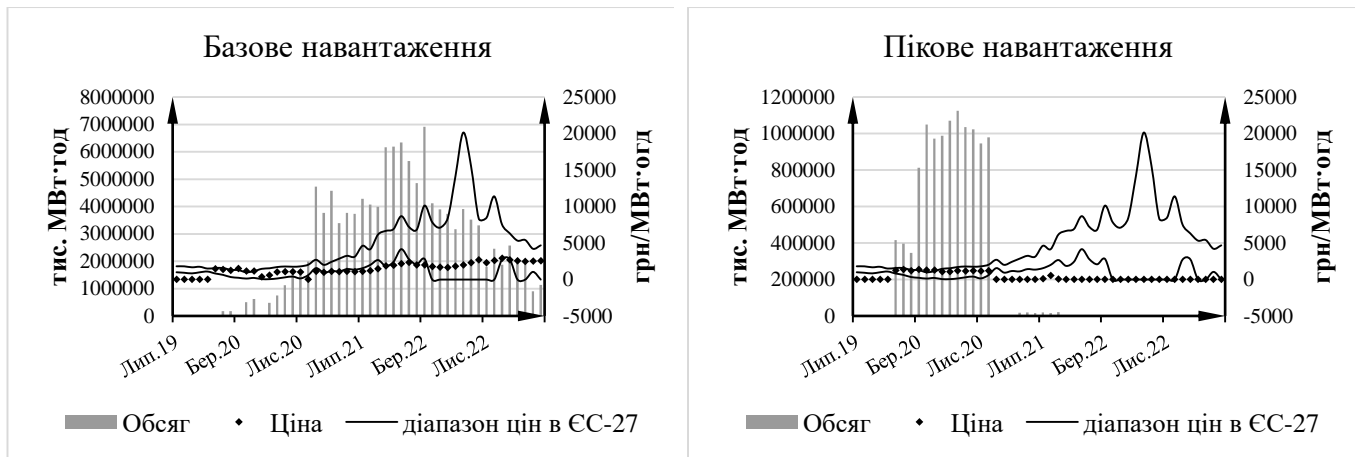 Базове навантаження
тис. МВт·год
8000000
7000000
6000000
5000000
4000000
3000000
2000000
1000000
0
25000
20000
15000
10000
5000
0
-5000
грн/МВт·огд
Лип.19
Бер.20
Лис.20
Лип.21
Бер.22
Лис.22
Обсяг
Ціна
діапазон цін в ЄС-27
Пікове навантаження
тис. МВт·год
1200000
1000000
800000
600000
400000
200000
0
25000
20000
15000
10000
5000
0
-5000
грн/МВт·огд
Лип.19
Бер.20
Лис.20
Лип.21
Бер.22
Лис.22
Обсяг
Ціна
діапазон цін в ЄС-27